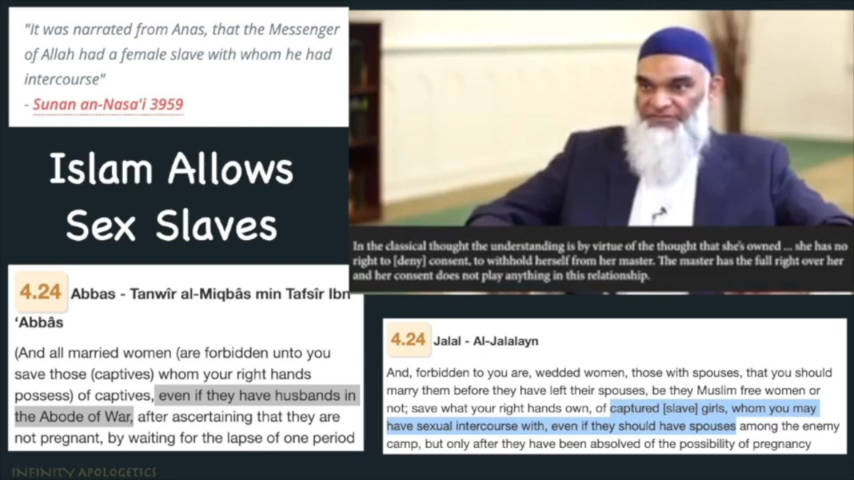 "It was narrated from Anas, that the Messenger
of Allah had a female slave with whom he had
intercourse"
- Sunan an-Nasa'i 3959
Islam Allows
Sex Slaves
In the classical thought the understanding is by virtue of the thought that she's owned ... she has no
right to [deny] consent, to withhold herself from her master. The master has the full right over her
and her consent does not play anything in this relationship.
4.24 Abbas - Tanwîr al-Miqbâs min Tafsîr Ibn
'Abbâs
(And all married women (are forbidden unto you
save those (captives) whom your right hands
possess) of captives, even if they have husbands in
the Abode of War, after ascertaining that they are
not pregnant, by waiting for the lapse of one period
4.24 Jalal - Al-Jalalayn
And, forbidden to you are, wedded women, those with spouses, that you should
marry them before they have left their spouses, be they Muslim free women or
not; save what your right hands own, of captured [slave] girls, whom you may
have sexual intercourse with, even if they should have spouses among the enemy
camp, but only after they have been absolved of the possibility of pregnancy
INFINITY APOLOGETICS